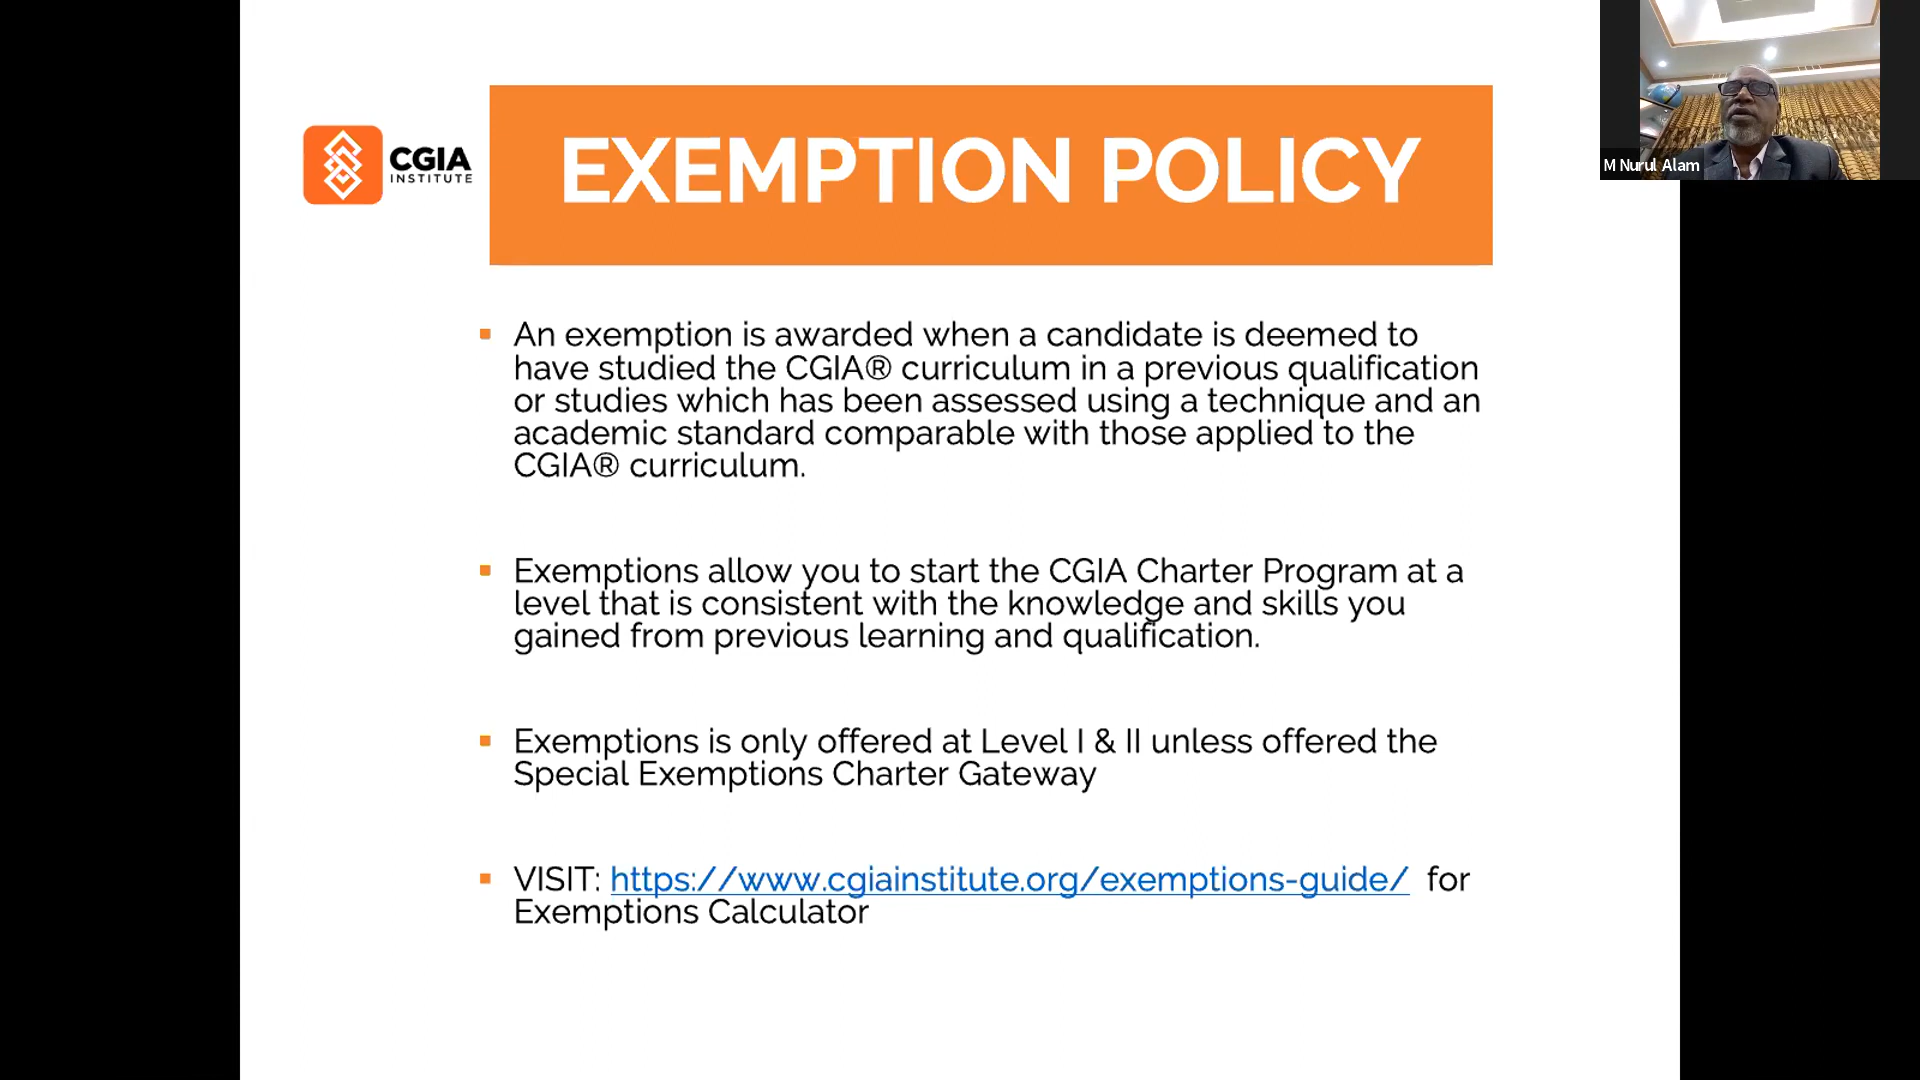 CGIA
INSTITUTE
EXEMPTION POLICY
M Nurul Alam
An exemption is awarded when a candidate is deemed to
have studied the CGIA® curriculum in a previous qualification
or studies which has been assessed using a technique and an
academic standard comparable with those applied to the
CGIA® curriculum.
Exemptions allow you to start the CGIA Charter Program at a
level that is consistent with the knowledge and skills you
gained from previous learning and qualification.
Exemptions is only offered at Level I & II unless offered the
Special Exemptions Charter Gateway
VISIT: https://www.cgiainstitute.org/exemptions-guide/ for
Exemptions Calculator